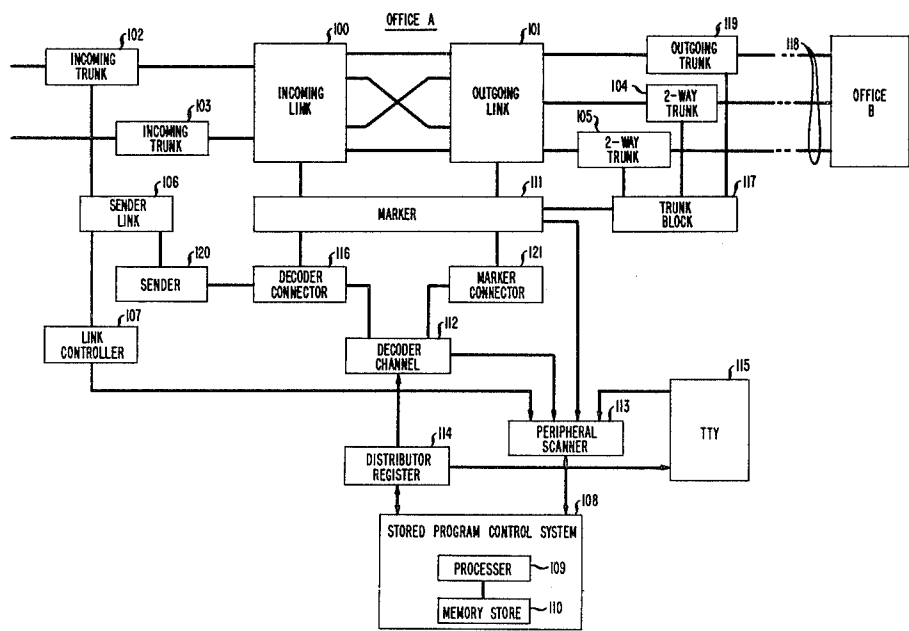 OFFICE A
102
100
101
119
118
INCOMING
TRUNK
INCOMING
LINK
OUTGOING
LINK
OUTGOING
TRUNK
OFFICE
B
104
2-WAY
TRUNK
103
INCOMING
TRUNK
105
2-WAY
TRUNK
106
SENDER
LINK
111
MARKER
117
TRUNK
BLOCK
120
SENDER
116
DECODER
CONNECTOR
121
MARKER
CONNECTOR
107
LINK
CONTROLLER
112
DECODER
CHANNEL
115
TTY
113
PERIPHERAL
SCANNER
114
DISTRIBUTOR
REGISTER
108
STORED PROGRAM CONTROL SYSTEM
PROCESSER
109
MEMORY STORE
110